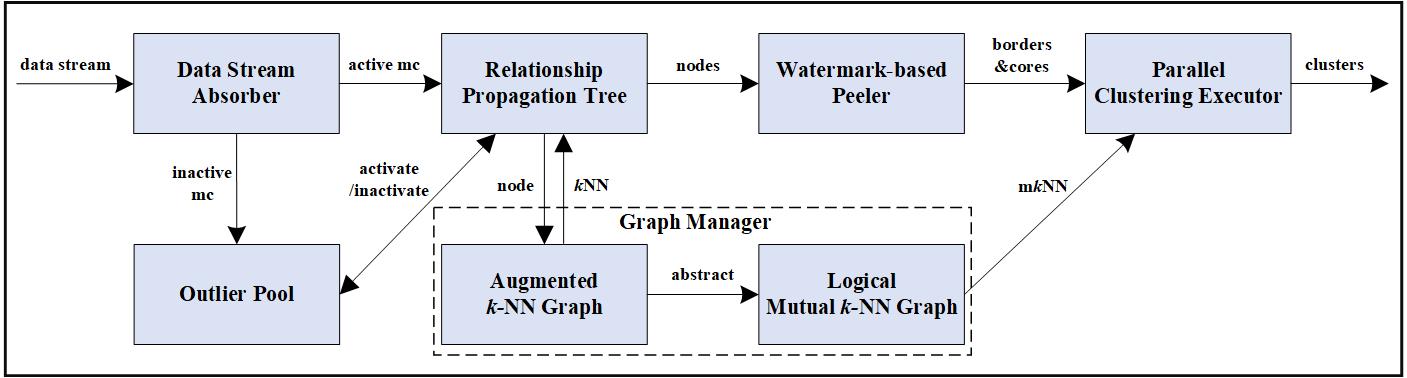 data stream
Data Stream
Absorber
active mc
Relationship
Propagation Tree
nodes
Watermark-based
Peeler
borders
&cores
Parallel
Clustering Executor
clusters
inactive
mc
activate
/inactivate
node
kNN
mkNN
Graph Manager
Outlier Pool
Augmented
k-NN Graph
abstract
Logical
Mutual k-NN Graph